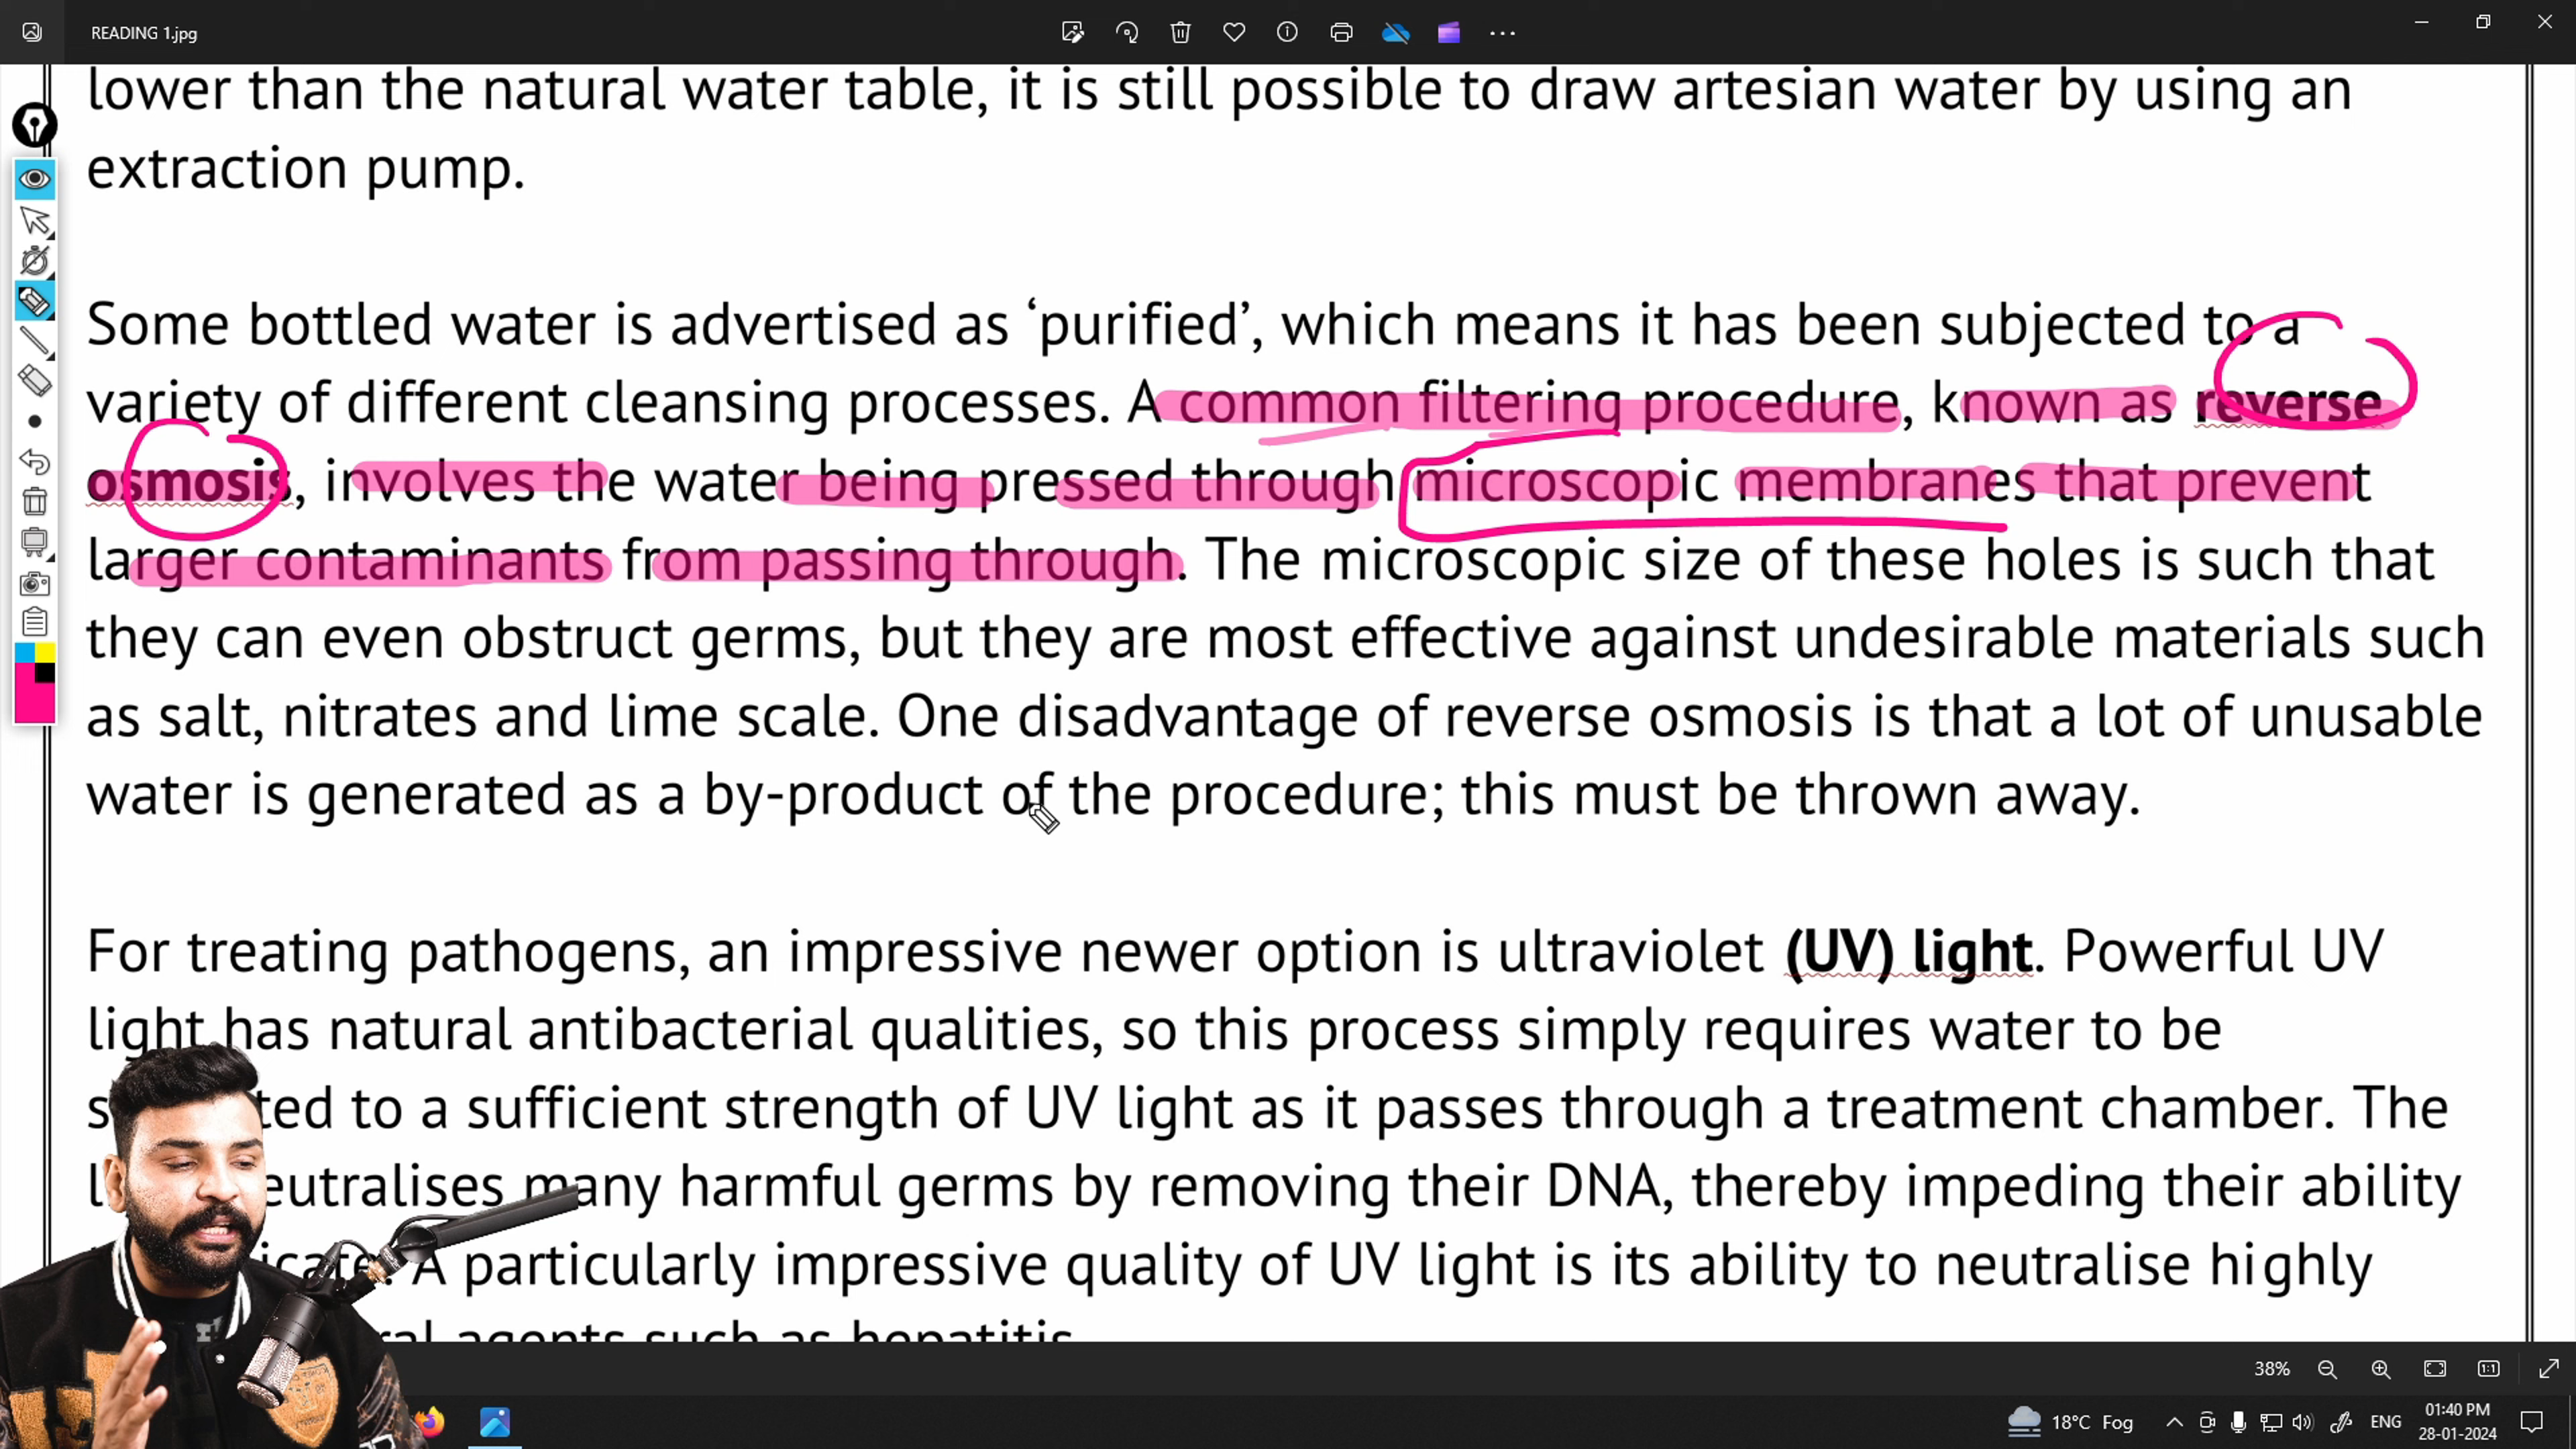 READING 1.jpg
lower than the natural water table, it is still possible to draw artesian water by using an
extraction pump.
Some bottled water is advertised as ‘purified’, which means it has been subjected to a
variety of different cleansing processes. A common filtering procedure, known as reverse
osmosis, involves the water being pressed through microscopic membranes that prevent
larger contaminants from passing through. The microscopic size of these holes is such that
they can even obstruct germs, but they are most effective against undesirable materials such
as salt, nitrates and lime scale. One disadvantage of reverse osmosis is that a lot of unusable
water is generated as a by-product of the procedure; this must be thrown away.
For treating pathogens, an impressive newer option is ultraviolet (UV) light. Powerful UV
light has natural antibacterial qualities, so this process simply requires water to be
to a sufficient strength of UV light as it passes through a treatment chamber. The
many harmful germs by removing their DNA, thereby impeding their ability
A particularly impressive quality of UV light is its ability to neutralise highly
agents such as hepatitis.
38%
1:1
18°C Fog
ENG
01:40 PM
28-01-2024